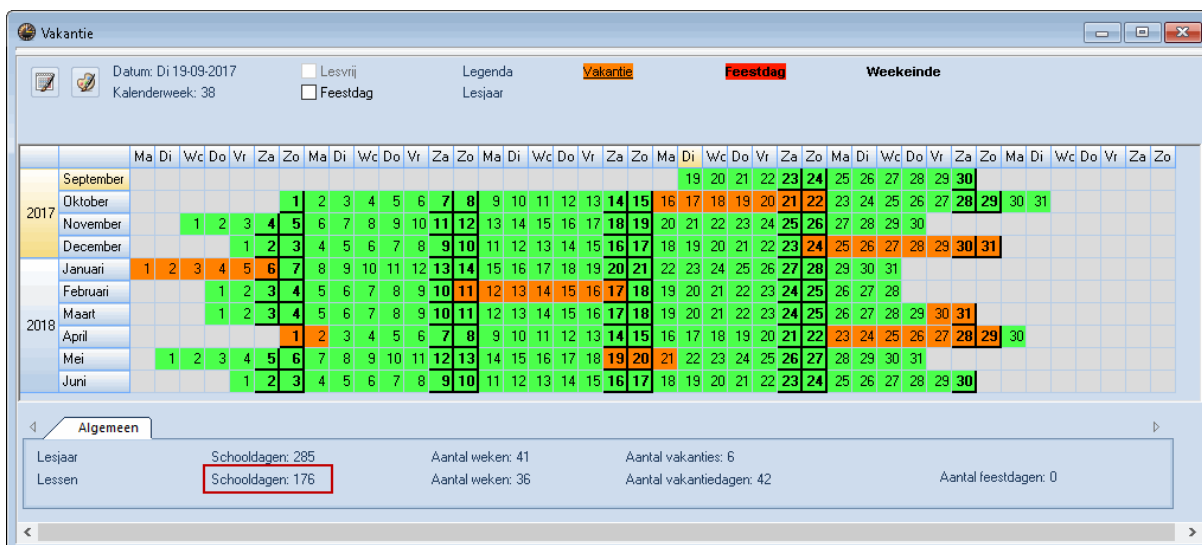 Vakantie
Datum: Di 19-09-2017 Lesvrij Legenda Vakantie Feestdag Weekeinde
Kalenderweek: 38 Feestdag Lesjaar
Ma Di Wc Do Vr Za Zo Ma Di Wc Do Vr Za Zo Ma Di Wc Do Vr Za Zo Ma Di Wc Do Vr Za Zo Ma Di Wc Do Vr Za Zo Ma Di Wc Do Vr Za Zo
2017
September 19 20 21 22 23 24 25 26 27 28 29 30
Oktober 1 2 3 4 5 6 7 8 9 10 11 12 13 14 15 16 17 18 19 20 21 22 23 24 25 26 27 28 29 30 31
November 1 2 3 4 5 6 7 8 9 10 11 12 13 14 15 16 17 18 19 20 21 22 23 24 25 26 27 28 29 30
December 1 2 3 4 5 6 7 8 9 10 11 12 13 14 15 16 17 18 19 20 21 22 23 24 25 26 27 28 29 30 31
2018
Januari 1 2 3 4 5 6 7 8 9 10 11 12 13 14 15 16 17 18 19 20 21 22 23 24 25 26 27 28 29 30 31
Februari 1 2 3 4 5 6 7 8 9 10 11 12 13 14 15 16 17 18 19 20 21 22 23 24 25 26 27 28
Maart 1 2 3 4 5 6 7 8 9 10 11 12 13 14 15 16 17 18 19 20 21 22 23 24 25 26 27 28 29 30 31
April 1 2 3 4 5 6 7 8 9 10 11 12 13 14 15 16 17 18 19 20 21 22 23 24 25 26 27 28 29 30
Mei 1 2 3 4 5 6 7 8 9 10 11 12 13 14 15 16 17 18 19 20 21 22 23 24 25 26 27 28 29 30 31
Juni 1 2 3 4 5 6 7 8 9 10 11 12 13 14 15 16 17 18 19 20 21 22 23 24 25 26 27 28 29 30
Algemeen
Lesjaar Schooldagen: 285 Aantal weken: 41 Aantal vakanties: 6
Lessen Schooldagen: 176 Aantal weken: 36 Aantal vakantiedagen: 42 Aantal feestdagen: 0